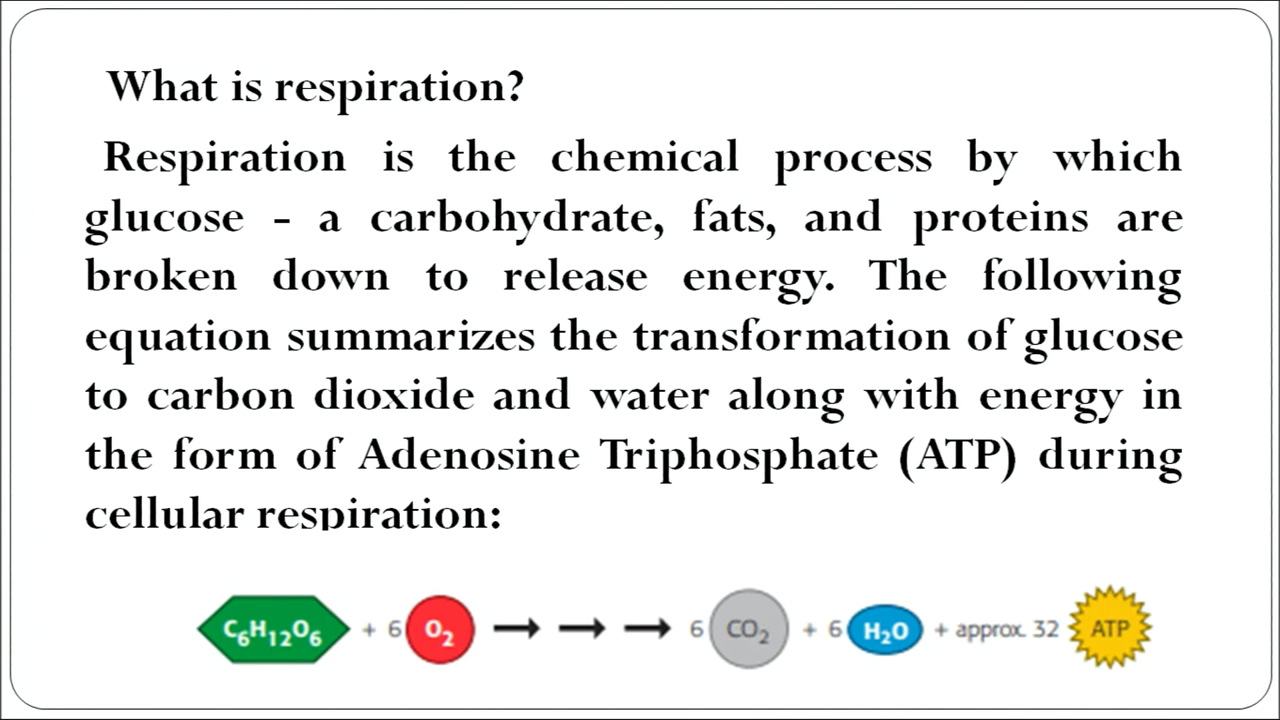 What is respiration?
Respiration is the chemical process by which
glucose - a carbohydrate, fats, and proteins are
broken down to release energy. The following
equation summarizes the transformation of glucose
to carbon dioxide and water along with energy in
the form of Adenosine Triphosphate (ATP) during
cellular respiration:
C₆H₁₂O₆ + 6 O₂ → → → 6 CO₂ + 6 H₂O + approx. 32 ATP